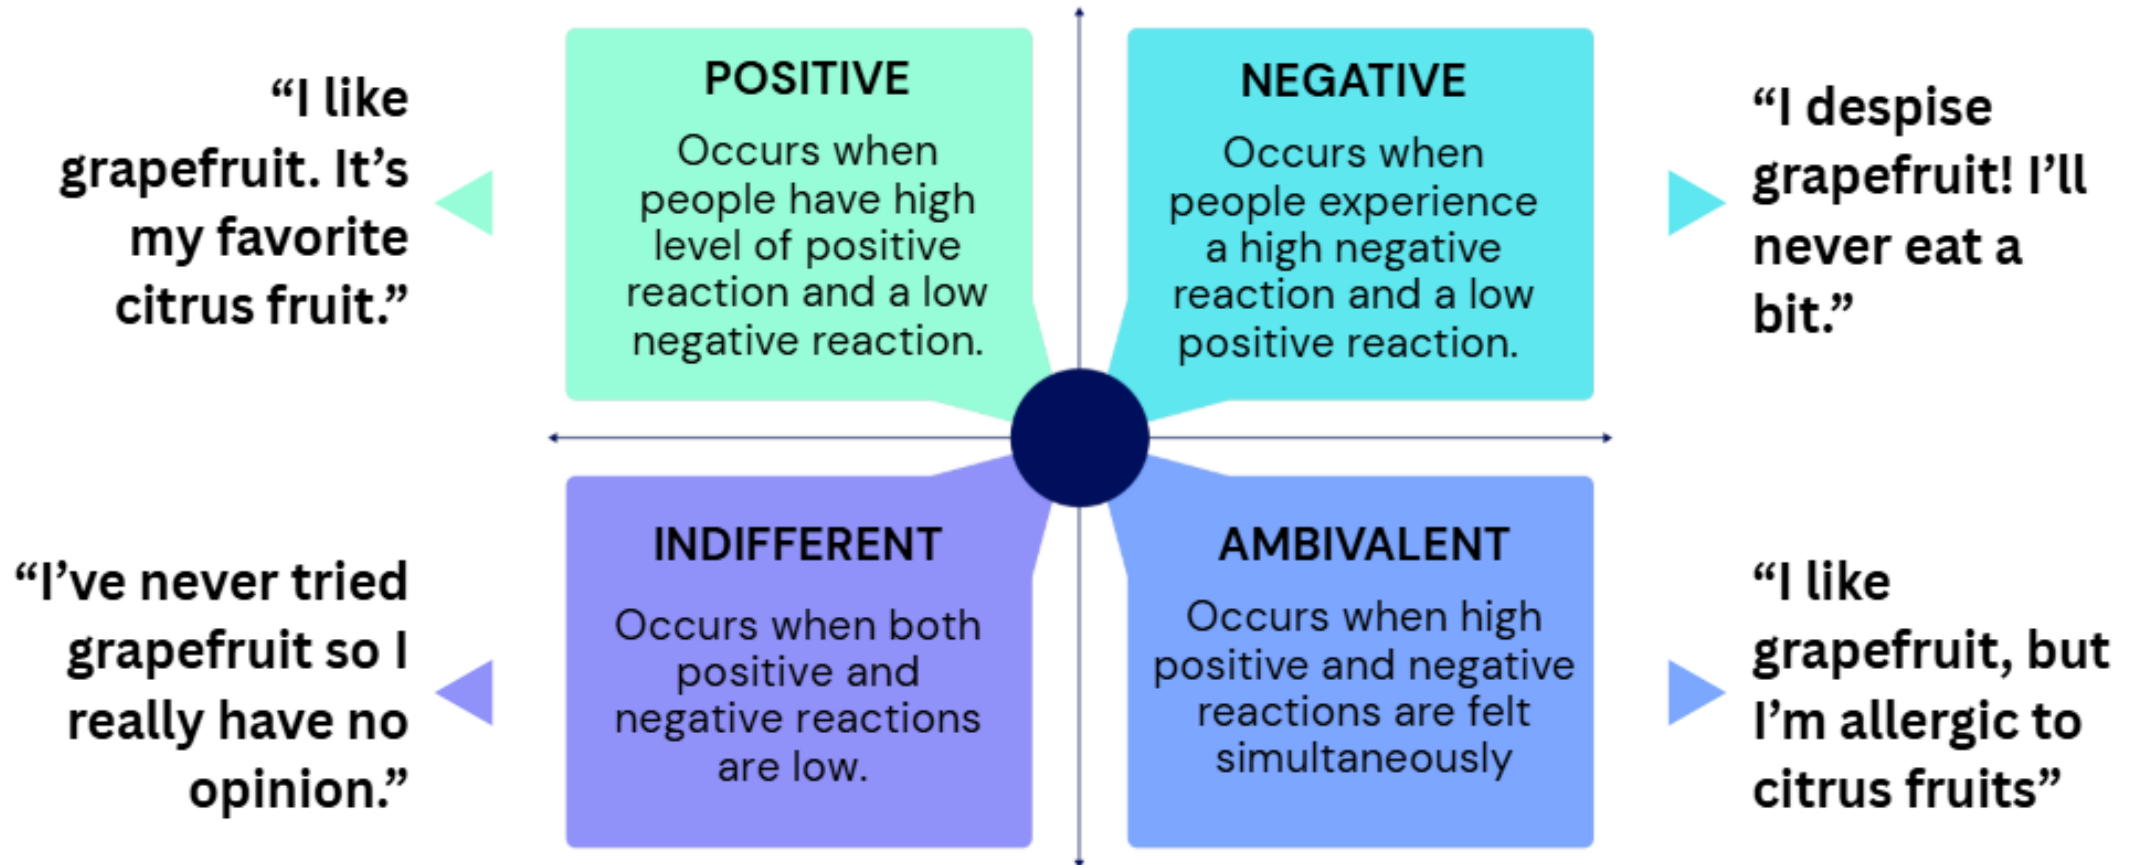 “I like
grapefruit. It’s
my favorite
citrus fruit.”
POSITIVE
Occurs when
people have high
level of positive
reaction and a low
negative reaction.
NEGATIVE
Occurs when
people experience
a high negative
reaction and a low
positive reaction.
“I despise
grapefruit! I’ll
never eat a
bit.”
“I’ve never tried
grapefruit so I
really have no
opinion.”
INDIFFERENT
Occurs when both
positive and
negative reactions
are low.
AMBIVALENT
Occurs when high
positive and negative
reactions are felt
simultaneously
“I like
grapefruit, but
I’m allergic to
citrus fruits”